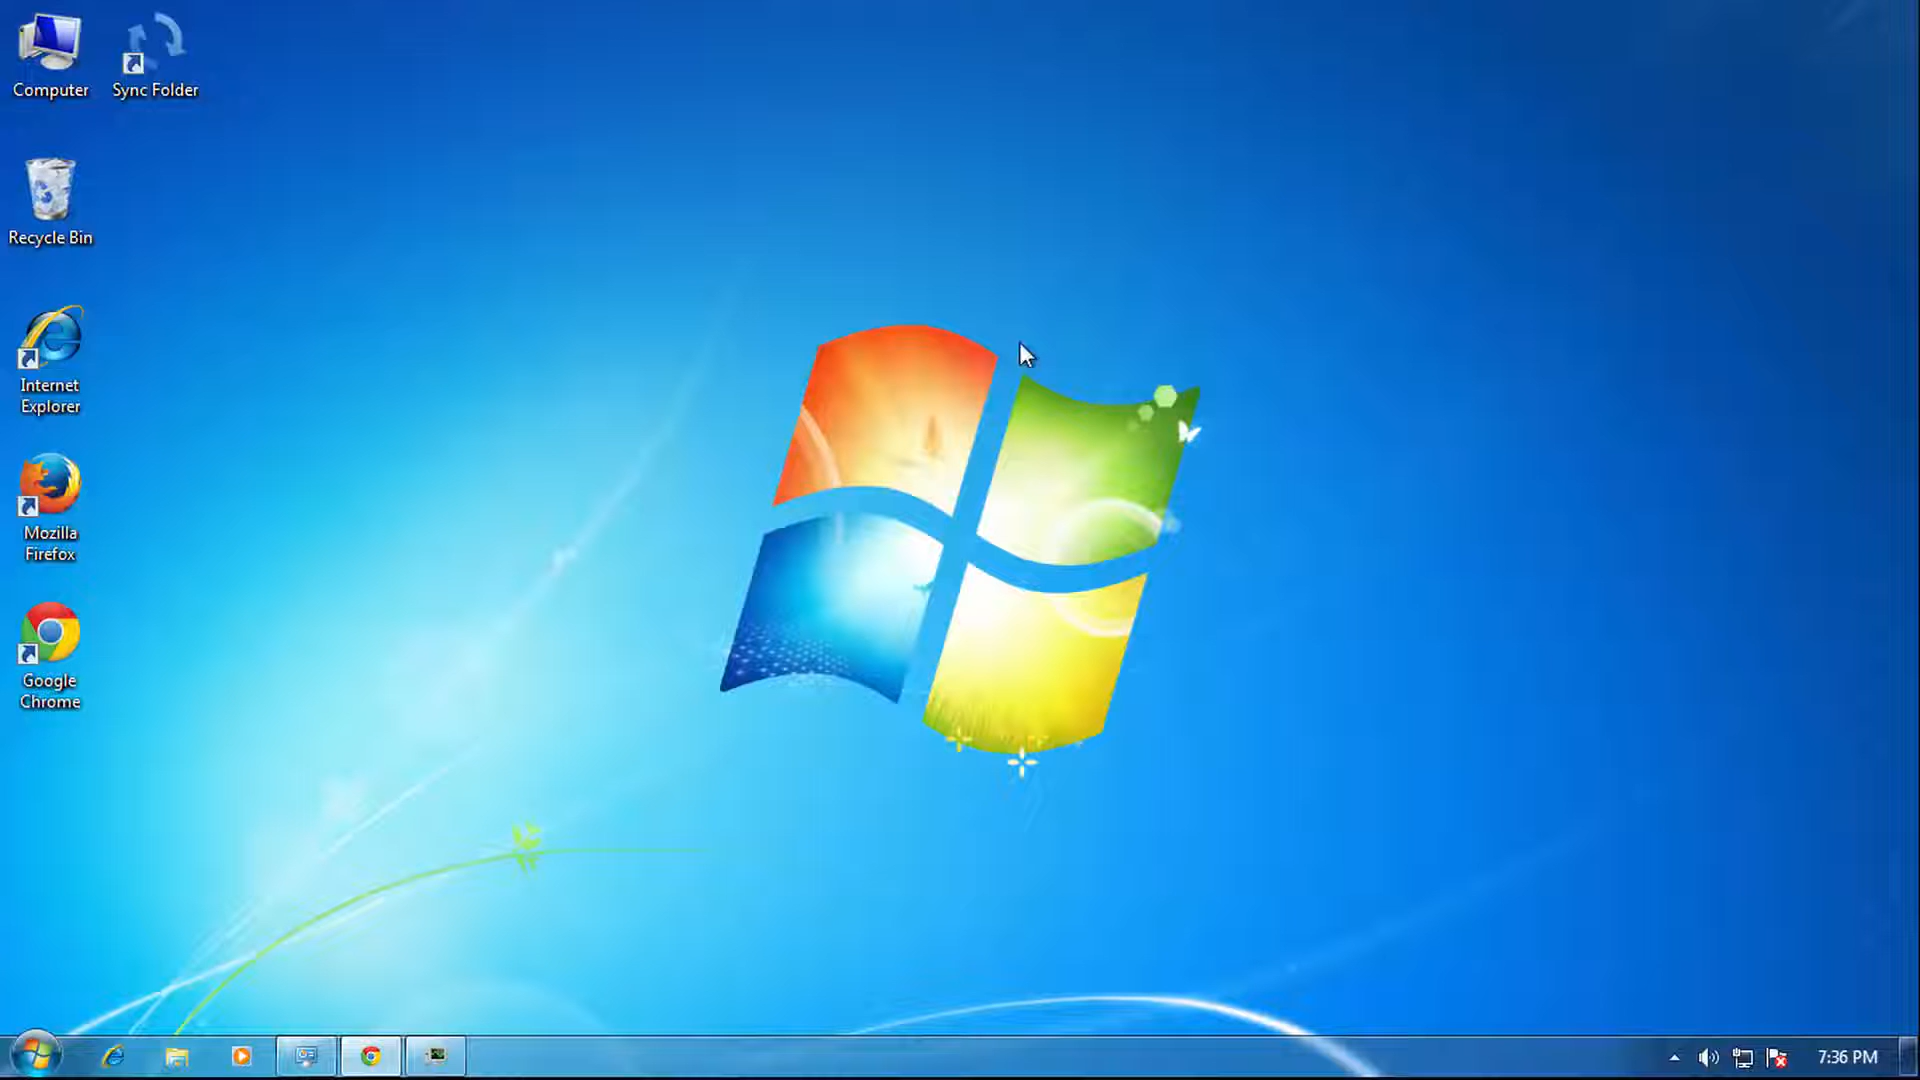 Computer
Sync Folder
Recycle Bin
Internet
Explorer
Mozilla
Firefox
Google
Chrome
7:36 PM